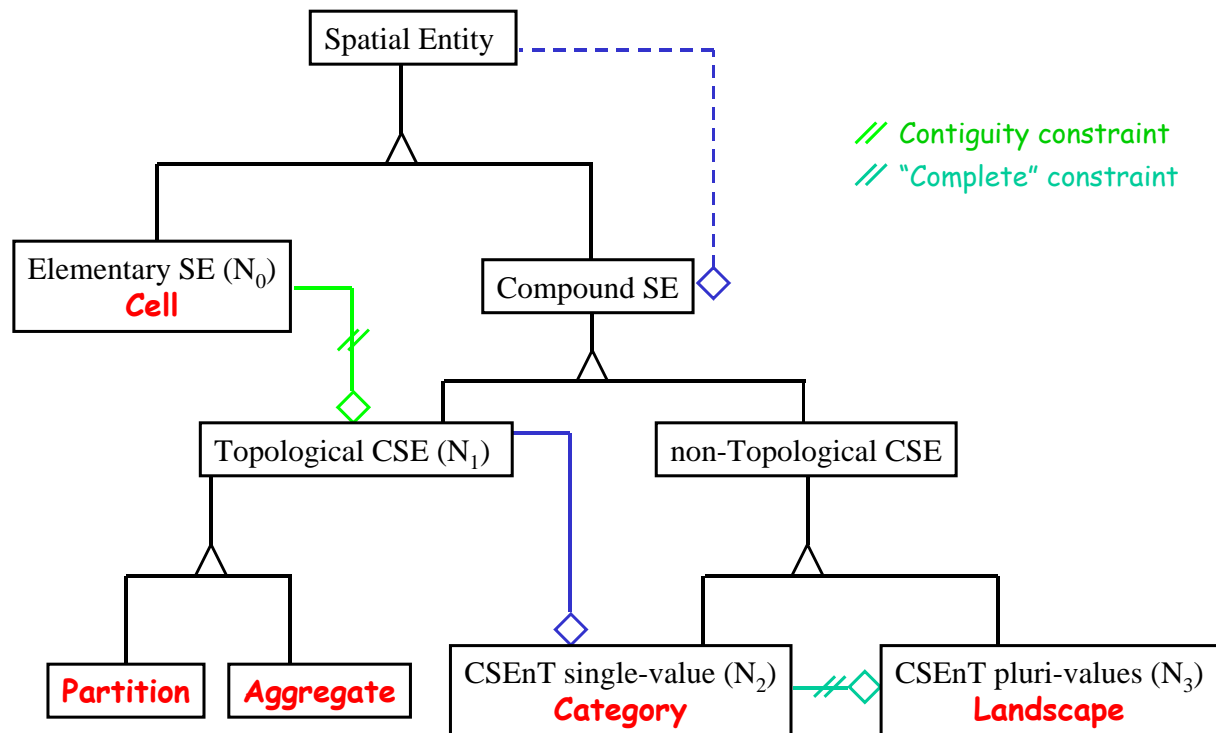 Spatial Entity
Contiguity constraint
“Complete” constraint
Elementary SE (N₀)
Cell
Compound SE
Topological CSE (N₁)
non-Topological CSE
Partition
Aggregate
CSEnT single-value (N₂)
Category
CSEnT pluri-values (N₃)
Landscape